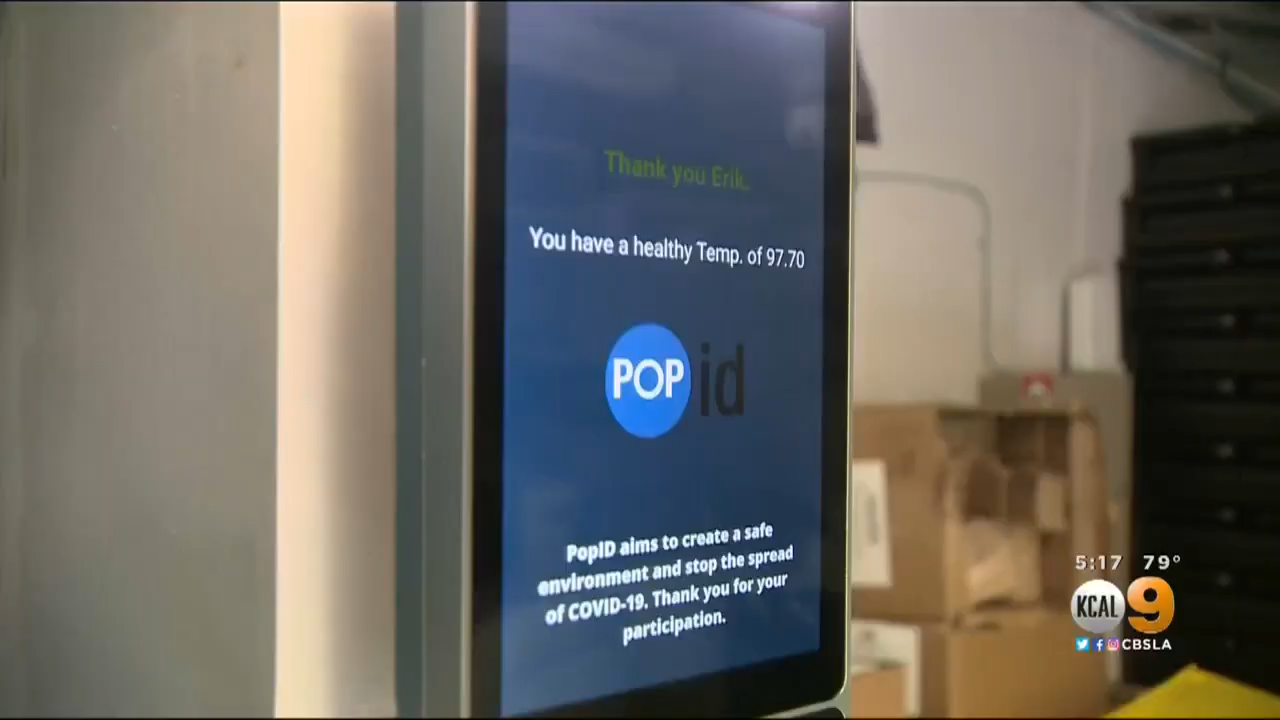 Thank you Erik.
You have a healthy Temp. of 97.70
POP id
PopID aims to create a safe
environment and stop the spread
of COVID-19. Thank you for your
participation.
5:17 79°
KCAL 9
CBSLA